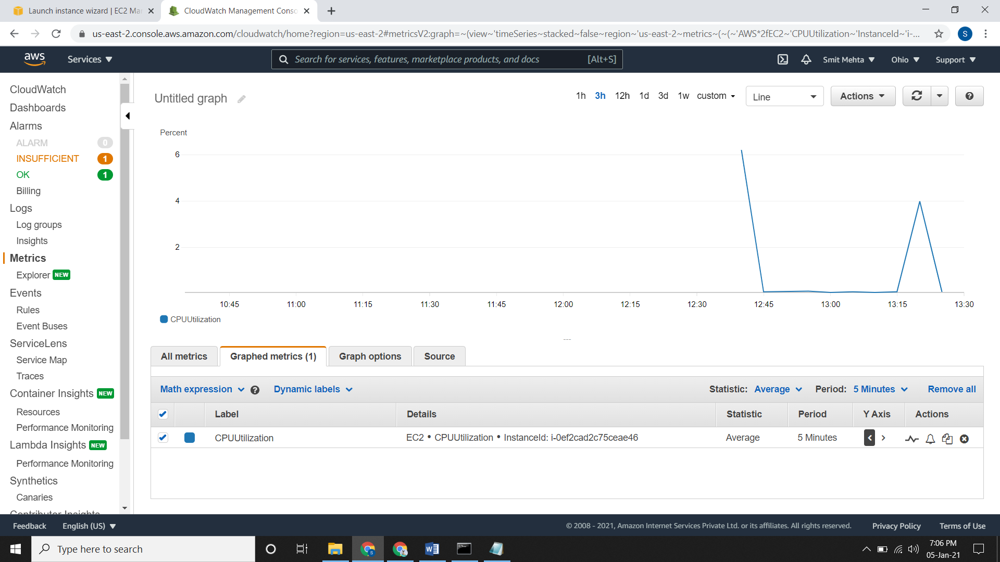 Launch instance wizard | EC2 Mar
CloudWatch Management Conso
us-east-2.console.aws.amazon.com/cloudwatch/home?region=us-east-2#metricsV2:graph=~(view~'timeSeries~stacked~false~region~'us-east-2~metrics~(~(~'AWS*2fEC2~'CPUUtilization~'InstanceId~'i-...
S
aws
Services
Search for services, features, marketplace products, and docs
[Alt+S]
Smit Mehta
Ohio
Support
CloudWatch
Dashboards
Alarms
ALARM 0
INSUFFICIENT 1
OK 1
Billing
Logs
Log groups
Insights
Metrics
Explorer NEW
Events
Rules
Event Buses
ServiceLens
Service Map
Traces
Container Insights NEW
Resources
Performance Monitoring
Lambda Insights NEW
Performance Monitoring
Synthetics
Canaries
Contributor Insights
Untitled graph
1h 3h 12h 1d 3d 1w custom
Line
Actions
Percent
6
4
2
10:45 11:00 11:15 11:30 11:45 12:00 12:15 12:30 12:45 13:00 13:15 13:30
CPUUtilization
All metrics
Graphed metrics (1)
Graph options
Source
Math expression
Dynamic labels
Statistic: Average
Period: 5 Minutes
Remove all
Label Details Statistic Period Y Axis Actions
CPUUtilization EC2 • CPUUtilization • InstanceId: i-0ef2cad2c75ceae46 Average 5 Minutes
Feedback
English (US)
© 2008 - 2021, Amazon Internet Services Private Ltd. or its affiliates. All rights reserved.
Privacy Policy
Terms of Use
Type here to search
7:06 PM
05-Jan-21